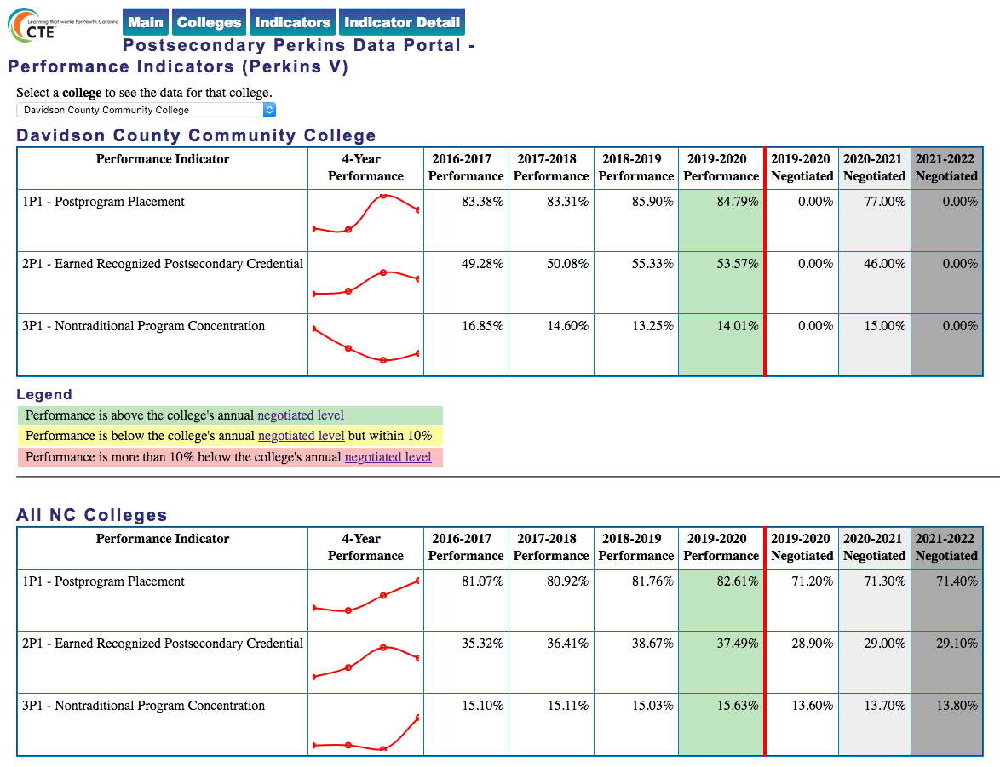 Learning that works for North Carolina
CTE
Main Colleges Indicators Indicator Detail
Postsecondary Perkins Data Portal -
Performance Indicators (Perkins V)
Select a college to see the data for that college.
Davidson County Community College
Davidson County Community College
Performance Indicator 4-Year Performance 2016-2017 Performance 2017-2018 Performance 2018-2019 Performance 2019-2020 Performance 2019-2020 Negotiated 2020-2021 Negotiated 2021-2022 Negotiated
1P1 - Postprogram Placement 83.38% 83.31% 85.90% 84.79% 0.00% 77.00% 0.00%
2P1 - Earned Recognized Postsecondary Credential 49.28% 50.08% 55.33% 53.57% 0.00% 46.00% 0.00%
3P1 - Nontraditional Program Concentration 16.85% 14.60% 13.25% 14.01% 0.00% 15.00% 0.00%
Legend
Performance is above the college's annual negotiated level
Performance is below the college's annual negotiated level but within 10%
Performance is more than 10% below the college's annual negotiated level
All NC Colleges
Performance Indicator 4-Year Performance 2016-2017 Performance 2017-2018 Performance 2018-2019 Performance 2019-2020 Performance 2019-2020 Negotiated 2020-2021 Negotiated 2021-2022 Negotiated
1P1 - Postprogram Placement 81.07% 80.92% 81.76% 82.61% 71.20% 71.30% 71.40%
2P1 - Earned Recognized Postsecondary Credential 35.32% 36.41% 38.67% 37.49% 28.90% 29.00% 29.10%
3P1 - Nontraditional Program Concentration 15.10% 15.11% 15.03% 15.63% 13.60% 13.70% 13.80%